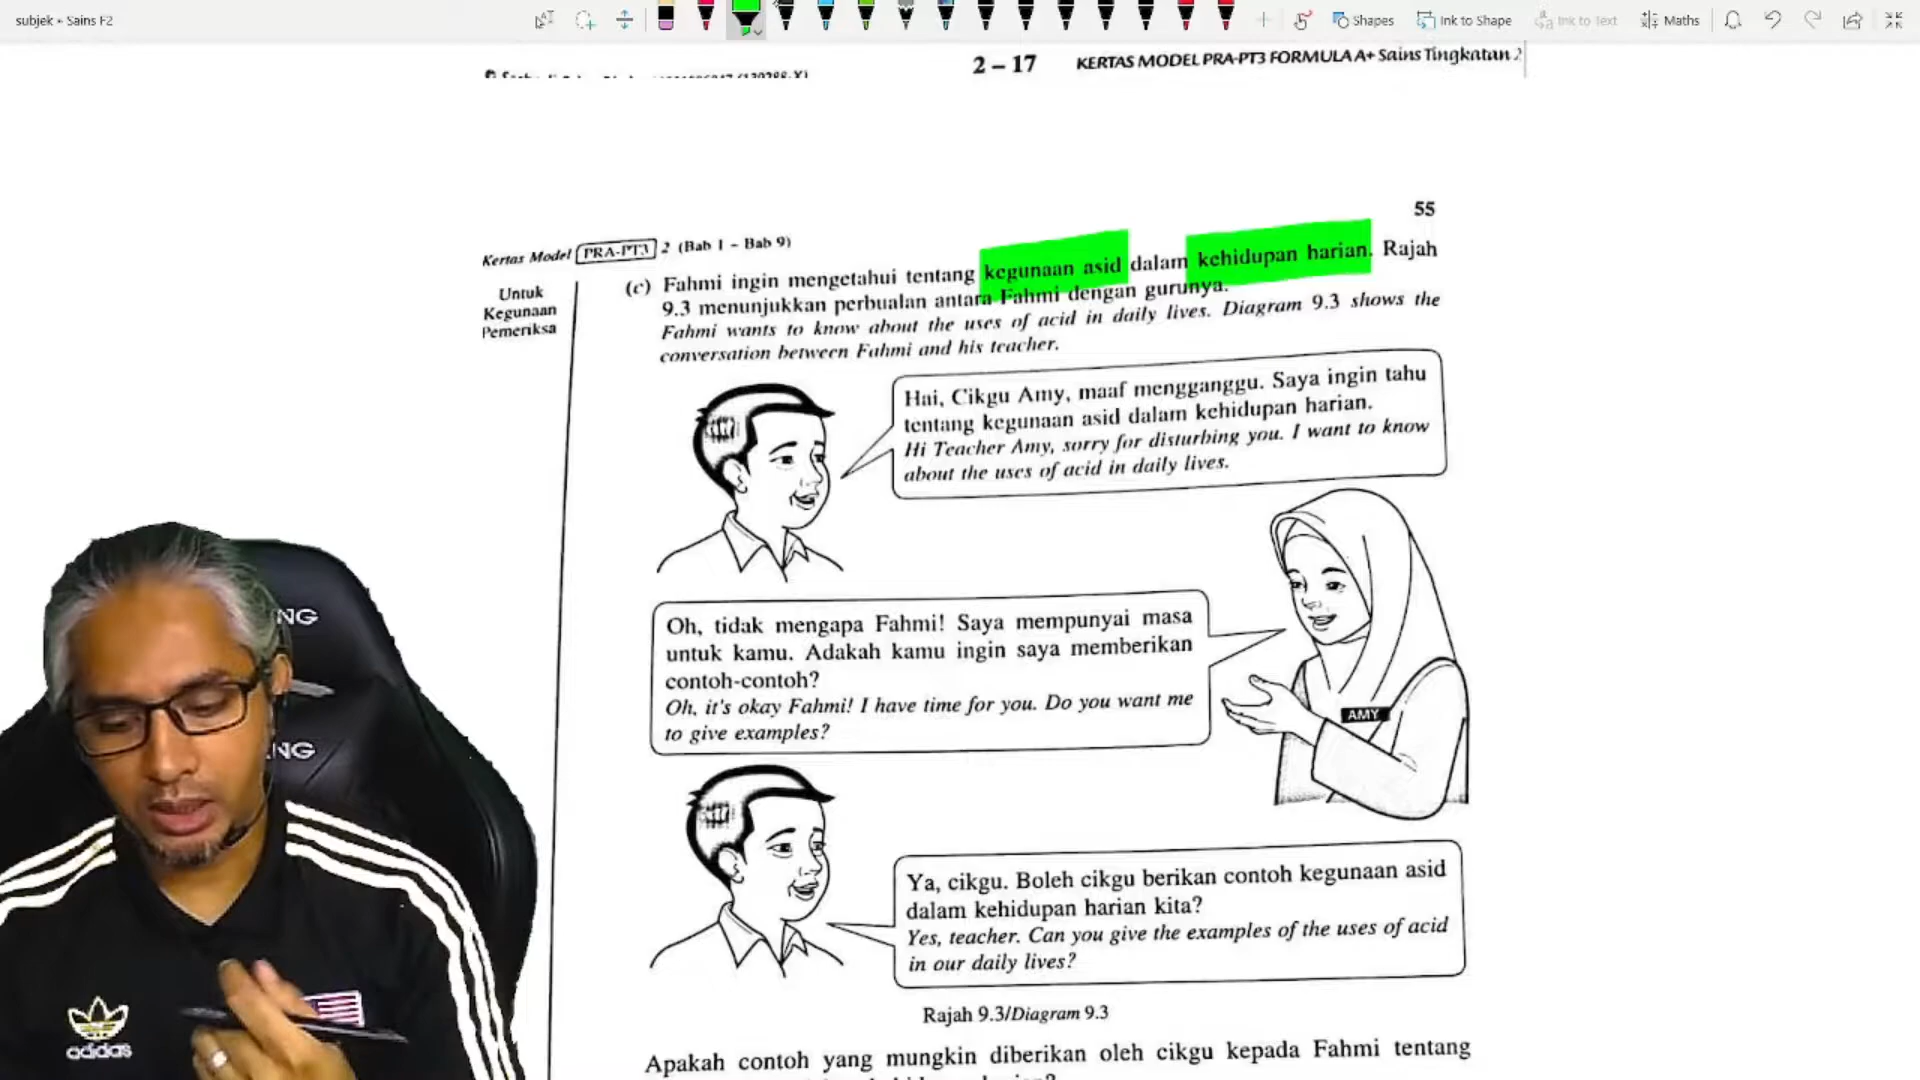 subjek » Sains F2
Shapes
Ink to Shape
Ink to Text
Maths
2 – 17
KERTAS MODEL PRA-PT3 FORMULA A+ Sains Tingkatan 2
55
Kertas Model PRA-PT3 2 (Bab 1 – Bab 9)
Untuk
Kegunaan
Pemeriksa
(c) Fahmi ingin mengetahui tentang kegunaan asid dalam kehidupan harian. Rajah
9.3 menunjukkan perbualan antara Fahmi dengan gurunya.
Fahmi wants to know about the uses of acid in daily lives. Diagram 9.3 shows the
conversation between Fahmi and his teacher.
Hai, Cikgu Amy, maaf mengganggu. Saya ingin tahu
tentang kegunaan asid dalam kehidupan harian.
Hi Teacher Amy, sorry for disturbing you. I want to know
about the uses of acid in daily lives.
Oh, tidak mengapa Fahmi! Saya mempunyai masa
untuk kamu. Adakah kamu ingin saya memberikan
contoh-contoh?
Oh, it's okay Fahmi! I have time for you. Do you want me
to give examples?
AMY
Ya, cikgu. Boleh cikgu berikan contoh kegunaan asid
dalam kehidupan harian kita?
Yes, teacher. Can you give the examples of the uses of acid
in our daily lives?
Rajah 9.3/Diagram 9.3
Apakah contoh yang mungkin diberikan oleh cikgu kepada Fahmi tentang
NG
NG
adidas